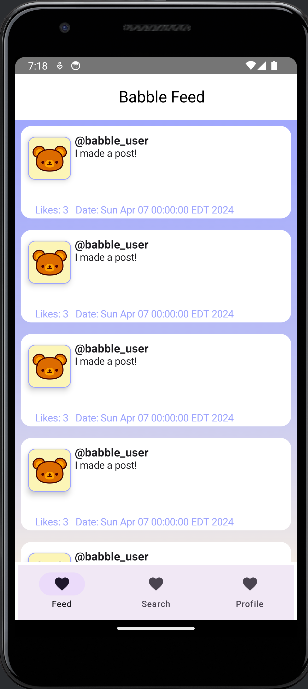 7:18
Babble Feed
@babble_user
I made a post!
Likes: 3 Date: Sun Apr 07 00:00:00 EDT 2024
@babble_user
I made a post!
Likes: 3 Date: Sun Apr 07 00:00:00 EDT 2024
@babble_user
I made a post!
Likes: 3 Date: Sun Apr 07 00:00:00 EDT 2024
@babble_user
I made a post!
Likes: 3 Date: Sun Apr 07 00:00:00 EDT 2024
@babble_user
I made a post!
Feed Search Profile